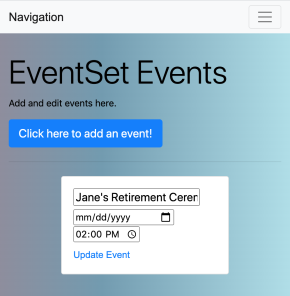 Navigation
EventSet Events
Add and edit events here.
Click here to add an event!
Jane's Retirement Cerer
mm/dd/yyyy
02:00 PM
Update Event